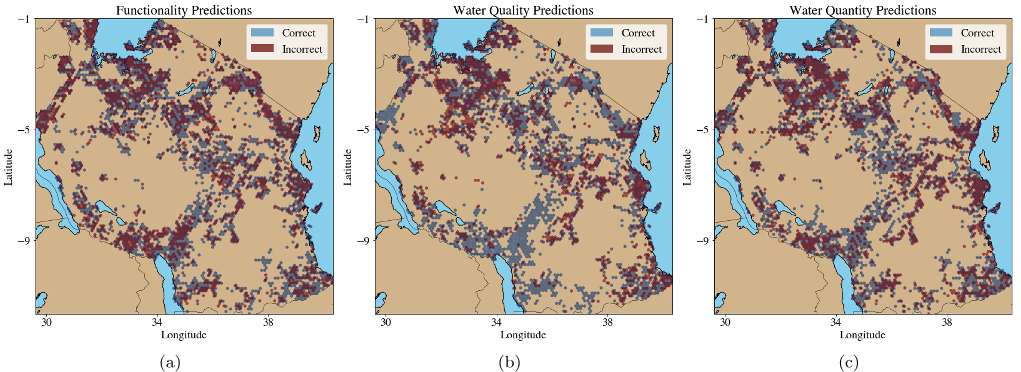 Functionality Predictions
−1
−5
−9
Latitude
30
34
38
Longitude
Correct
Incorrect
(a)
Water Quality Predictions
−1
−5
−9
Latitude
30
34
38
Longitude
Correct
Incorrect
(b)
Water Quantity Predictions
−1
−5
−9
Latitude
30
34
38
Longitude
Correct
Incorrect
(c)